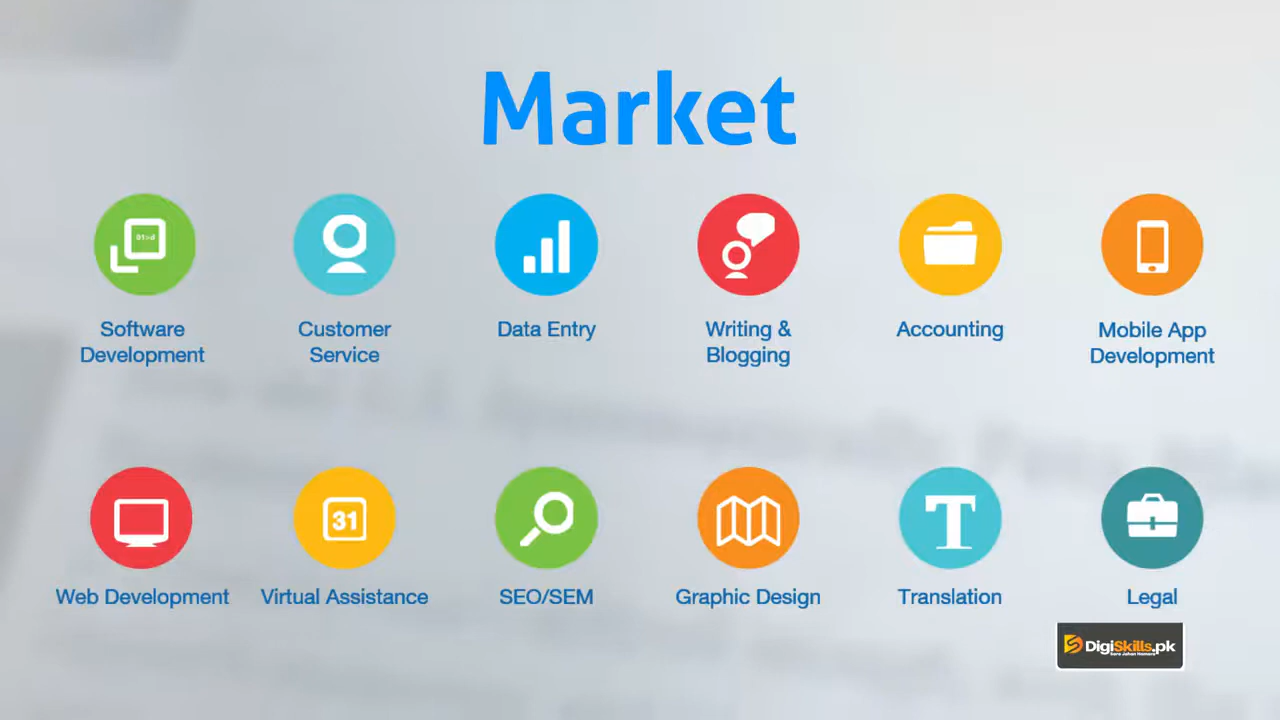 Market
Software
Development
Customer
Service
Data Entry
Writing &
Blogging
Accounting
Mobile App
Development
31
Web Development
Virtual Assistance
SEO/SEM
T
Graphic Design
Translation
Legal
DigiSkills.pk